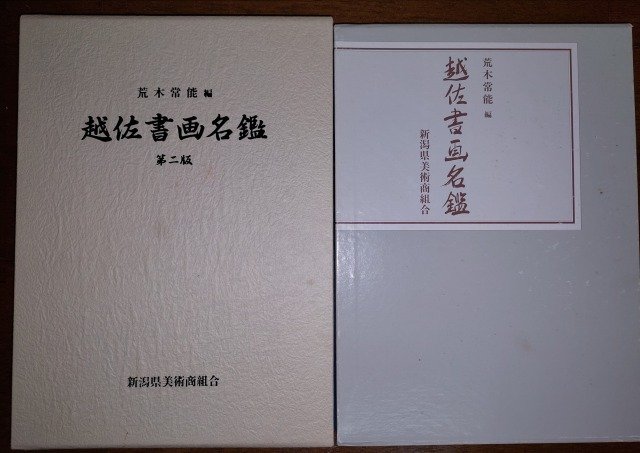 荒木常能 編
越佐書画名鑑
第二版
新潟県美術商組合
荒木常能 編
越佐書画名鑑
新潟県美術商組合